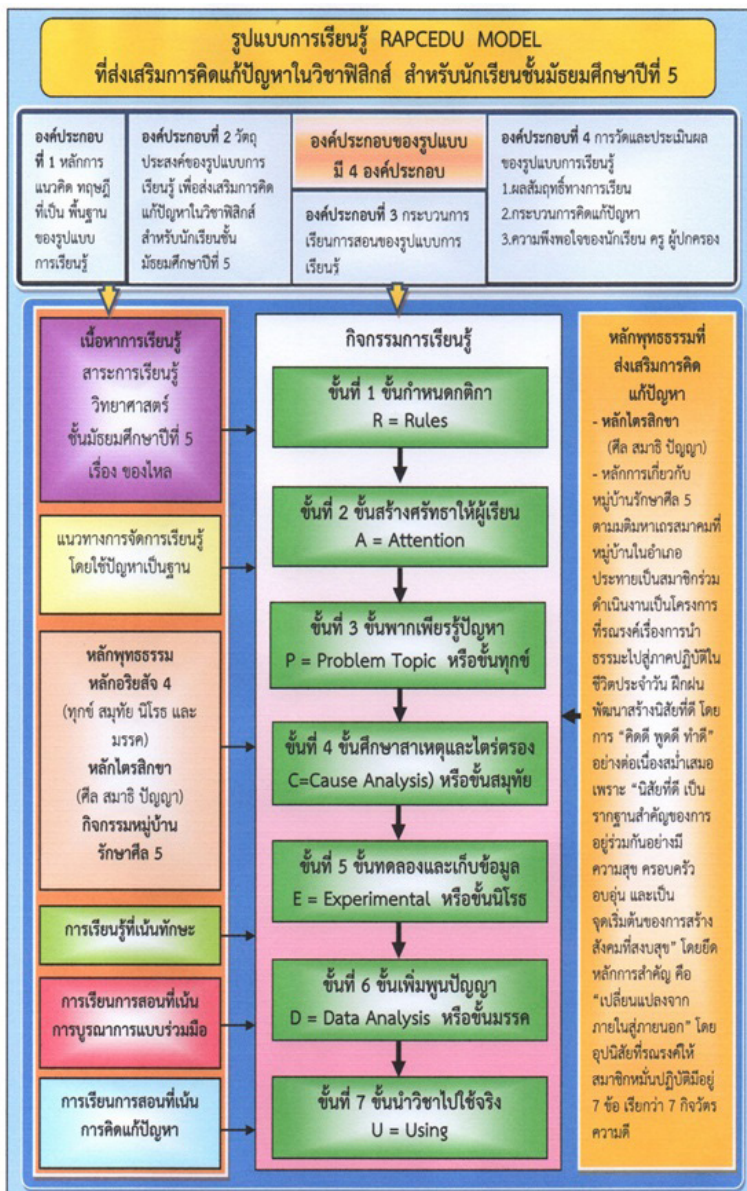 รูปแบบการเรียนรู้ RAPCEDU MODEL
ที่ส่งเสริมการคิดแก้ปัญหาในวิชาฟิสิกส์ สำหรับนักเรียนชั้นมัธยมศึกษาปีที่ 5
องค์ประกอบ
ที่ 1 หลักการ
แนวคิด ทฤษฎี
ที่เป็น พื้นฐาน
ของรูปแบบ
การเรียนรู้
องค์ประกอบที่ 2 วัตถุ
ประสงค์ของรูปแบบการ
เรียนรู้ เพื่อส่งเสริมการคิด
แก้ปัญหาในวิชาฟิสิกส์
สำหรับนักเรียนชั้น
มัธยมศึกษาปีที่ 5
องค์ประกอบของรูปแบบ
มี 4 องค์ประกอบ
องค์ประกอบที่ 3 กระบวนการ
เรียนการสอนของรูปแบบการ
เรียนรู้
องค์ประกอบที่ 4 การวัดและประเมินผล
ของรูปแบบการเรียนรู้
1.ผลสัมฤทธิ์ทางการเรียน
2.กระบวนการคิดแก้ปัญหา
3.ความพึงพอใจของนักเรียน ครู ผู้ปกครอง
เนื้อหาการเรียนรู้
สาระการเรียนรู้
วิทยาศาสตร์
ชั้นมัธยมศึกษาปีที่ 5
เรื่อง ของไหล
แนวทางการจัดการเรียนรู้
โดยใช้ปัญหาเป็นฐาน
หลักพุทธธรรม
หลักอริยสัจ 4
(ทุกข์ สมุทัย นิโรธ และ
มรรค)
หลักไตรสิกขา
(ศีล สมาธิ ปัญญา)
กิจกรรมหมู่บ้าน
รักษาศีล 5
การเรียนรู้ที่เน้นทักษะ
การเรียนการสอนที่เน้น
การบูรณาการแบบร่วมมือ
การเรียนการสอนที่เน้น
การคิดแก้ปัญหา
กิจกรรมการเรียนรู้
ขั้นที่ 1 ขั้นกำหนดกติกา
R = Rules
ขั้นที่ 2 ขั้นสร้างศรัทธาให้ผู้เรียน
A = Attention
ขั้นที่ 3 ขั้นพากเพียรรู้ปัญหา
P = Problem Topic หรือขั้นทุกข์
ขั้นที่ 4 ขั้นศึกษาสาเหตุและไตร่ตรอง
C=Cause Analysis) หรือขั้นสมุทัย
ขั้นที่ 5 ขั้นทดลองและเก็บข้อมูล
E = Experimental หรือขั้นนิโรธ
ขั้นที่ 6 ขั้นเพิ่มพูนปัญญา
D = Data Analysis หรือขั้นมรรค
ขั้นที่ 7 ขั้นนำวิชาไปใช้จริง
U = Using
หลักพุทธธรรมที่
ส่งเสริมการคิด
แก้ปัญหา
- หลักไตรสิกขา
(ศีล สมาธิ ปัญญา)
- หลักการเกี่ยวกับ
หมู่บ้านรักษาศีล 5
ตามมติมหาเถรสมาคมที่
หมู่บ้านในอำเภอ
ประทายเป็นสมาชิกร่วม
ดำเนินงานเป็นโครงการ
ที่รณรงค์เรื่องการนำ
ธรรมะไปสู่ภาคปฏิบัติใน
ชีวิตประจำวัน ฝึกฝน
พัฒนาสร้างนิสัยที่ดี โดย
การ “คิดดี พูดดี ทำดี”
อย่างต่อเนื่องสม่ำเสมอ
เพราะ “นิสัยที่ดี เป็น
รากฐานสำคัญของการ
อยู่ร่วมกันอย่างมี
ความสุข ครอบครัว
อบอุ่น และเป็น
จุดเริ่มต้นของการสร้าง
สังคมที่สงบสุข” โดยยึด
หลักการสำคัญ คือ
“เปลี่ยนแปลงจาก
ภายในสู่ภายนอก” โดย
อุปนิสัยที่รณรงค์ให้
สมาชิกหมั่นปฏิบัติมีอยู่
7 ข้อ เรียกว่า 7 กิจวัตร
ความดี